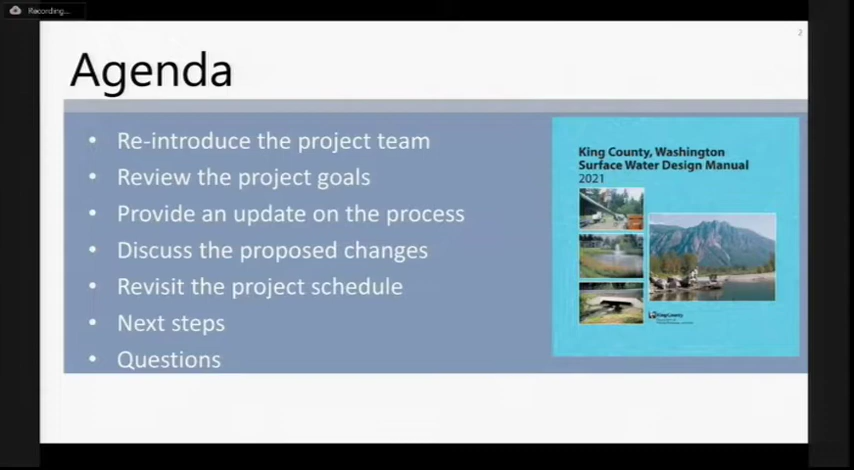 Recording...
2
Agenda
• Re-introduce the project team
• Review the project goals
• Provide an update on the process
• Discuss the proposed changes
• Revisit the project schedule
• Next steps
• Questions
King County, Washington
Surface Water Design Manual
2021
King County